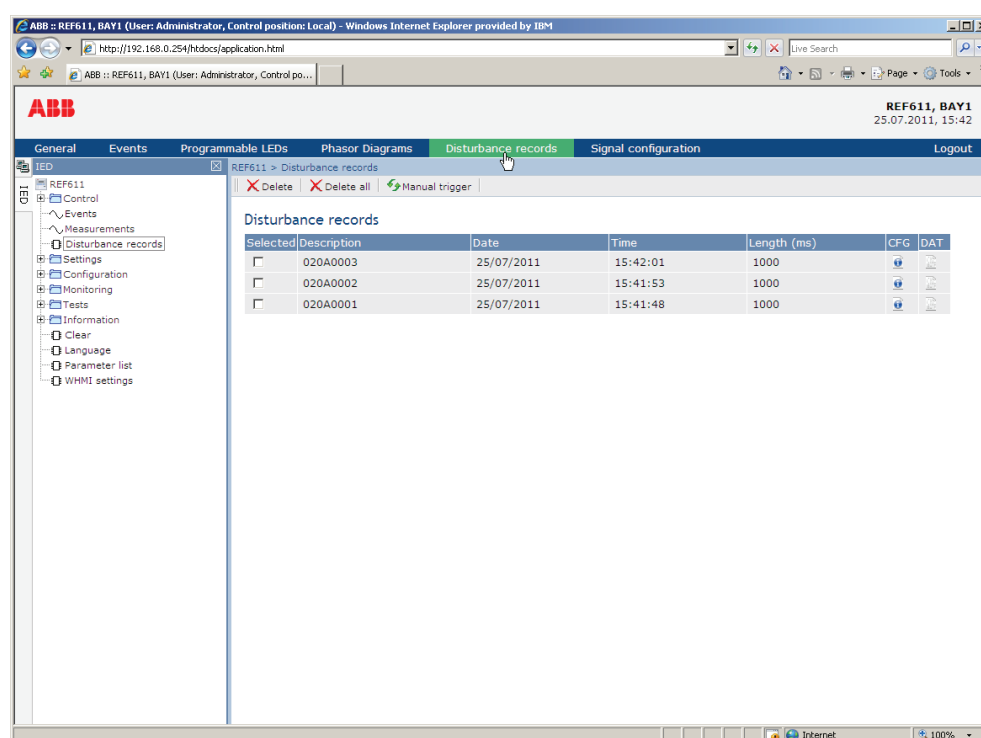 ABB :: REF611, BAY1 (User: Administrator, Control position: Local) - Windows Internet Explorer provided by IBM
http://192.168.0.254/htdocs/application.html
Live Search
ABB :: REF611, BAY1 (User: Administrator, Control po...
Page
Tools
ABB
REF611, BAY1
25.07.2011, 15:42
General Events Programmable LEDs Phasor Diagrams Disturbance records Signal configuration Logout
IED
IED
REF611
Control
Events
Measurements
Disturbance records
Settings
Configuration
Monitoring
Tests
Information
Clear
Language
Parameter list
WHMI settings
REF611 > Disturbance records
Delete Delete all Manual trigger
Disturbance records
Selected Description Date Time Length (ms) CFG DAT
020A0003 25/07/2011 15:42:01 1000
020A0002 25/07/2011 15:41:53 1000
020A0001 25/07/2011 15:41:48 1000
Internet 100%